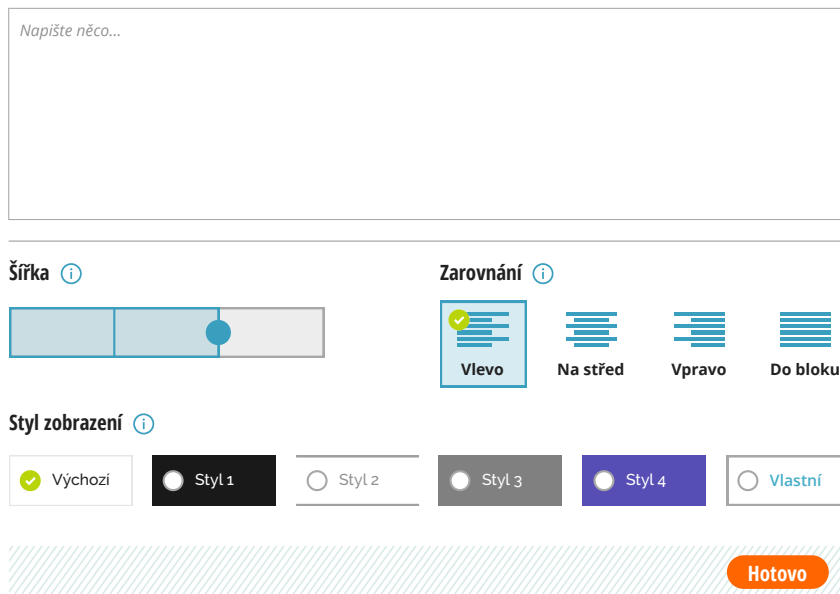 Napište něco...
Šířka
Zarovnání
Vlevo
Na střed
Vpravo
Do bloku
Styl zobrazení
Výchozí
Styl 1
Styl 2
Styl 3
Styl 4
Vlastní
Hotovo